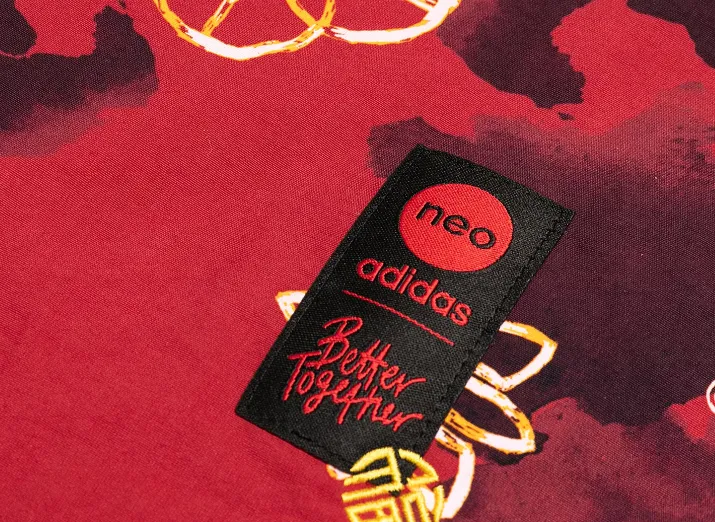 neo
adidas
Better
Together